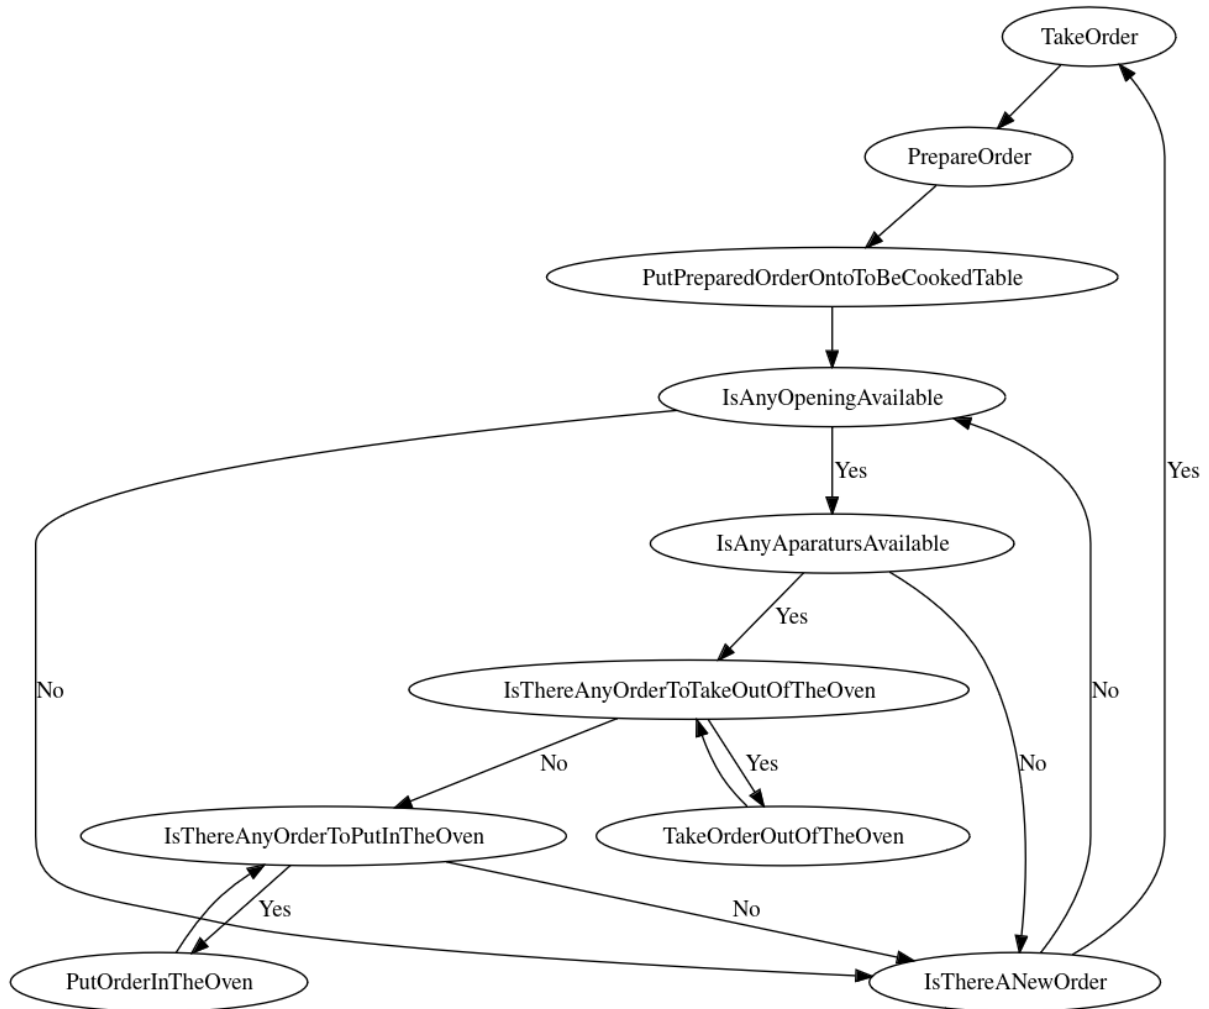 TakeOrder
PrepareOrder
PutPreparedOrderOntoToBeCookedTable
IsAnyOpeningAvailable
Yes
Yes
IsAnyAparatursAvailable
Yes
IsThereAnyOrderToTakeOutOfTheOven
No
No
No
Yes
No
IsThereAnyOrderToPutInTheOven
TakeOrderOutOfTheOven
Yes
No
PutOrderInTheOven
IsThereANewOrder